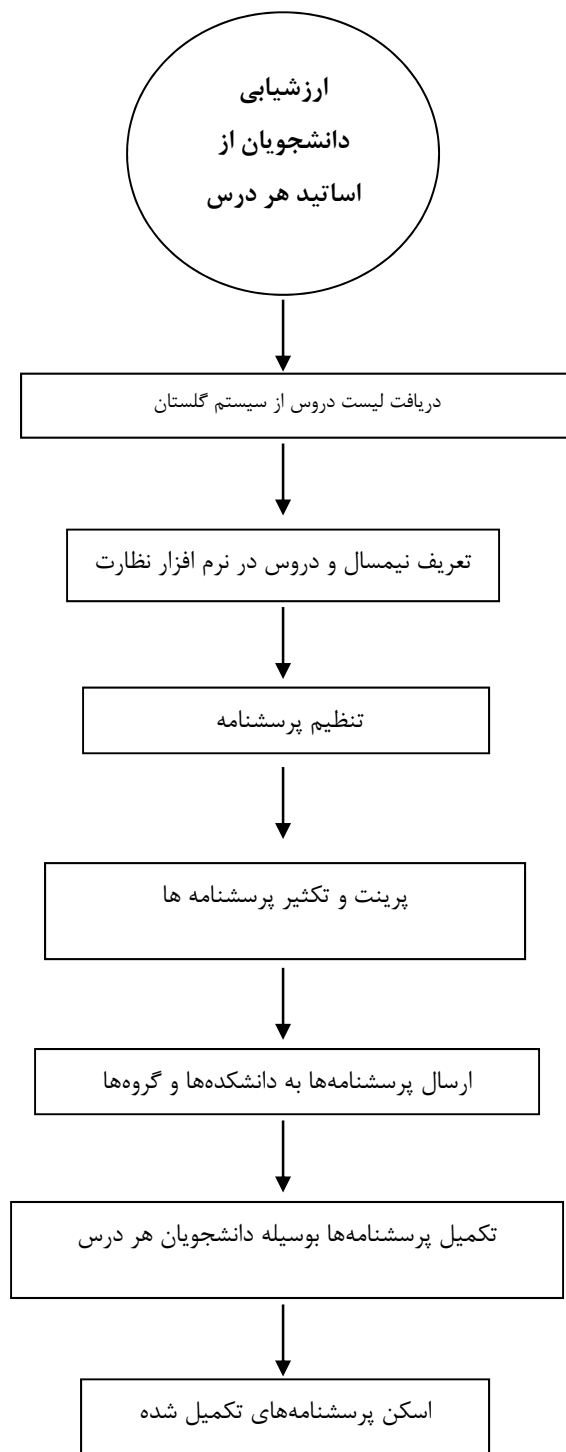 ارزشیابی
دانشجویان از
اساتید هر درس
دریافت لیست دروس از سیستم گلستان
تعریف نیمسال و دروس در نرم افزار نظارت
تنظیم پرسشنامه
پرینت و تکثیر پرسشنامه ها
ارسال پرسشنامه‌ها به دانشکده‌ها و گروه‌ها
تکمیل پرسشنامه‌ها بوسیله دانشجویان هر درس
اسکن پرسشنامه‌های تکمیل شده